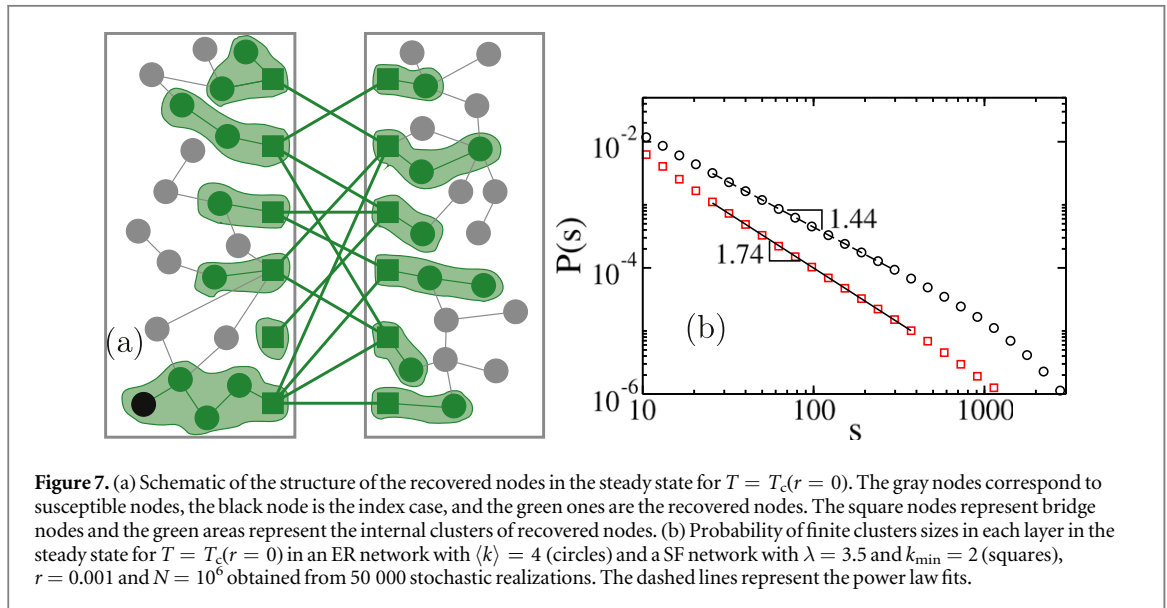 (a)
10⁻²
10⁻⁴
10⁻⁶
P(s)
1.44
1.74
(b)
10
100
1000
s
Figure 7. (a) Schematic of the structure of the recovered nodes in the steady state for T = Tc(r = 0). The gray nodes correspond to
susceptible nodes, the black node is the index case, and the green ones are the recovered nodes. The square nodes represent bridge
nodes and the green areas represent the internal clusters of recovered nodes. (b) Probability of finite clusters sizes in each layer in the
steady state for T = Tc(r = 0) in an ER network with ⟨k⟩ = 4 (circles) and a SF network with λ = 3.5 and kmin = 2 (squares),
r = 0.001 and N = 10⁶ obtained from 50 000 stochastic realizations. The dashed lines represent the power law fits.